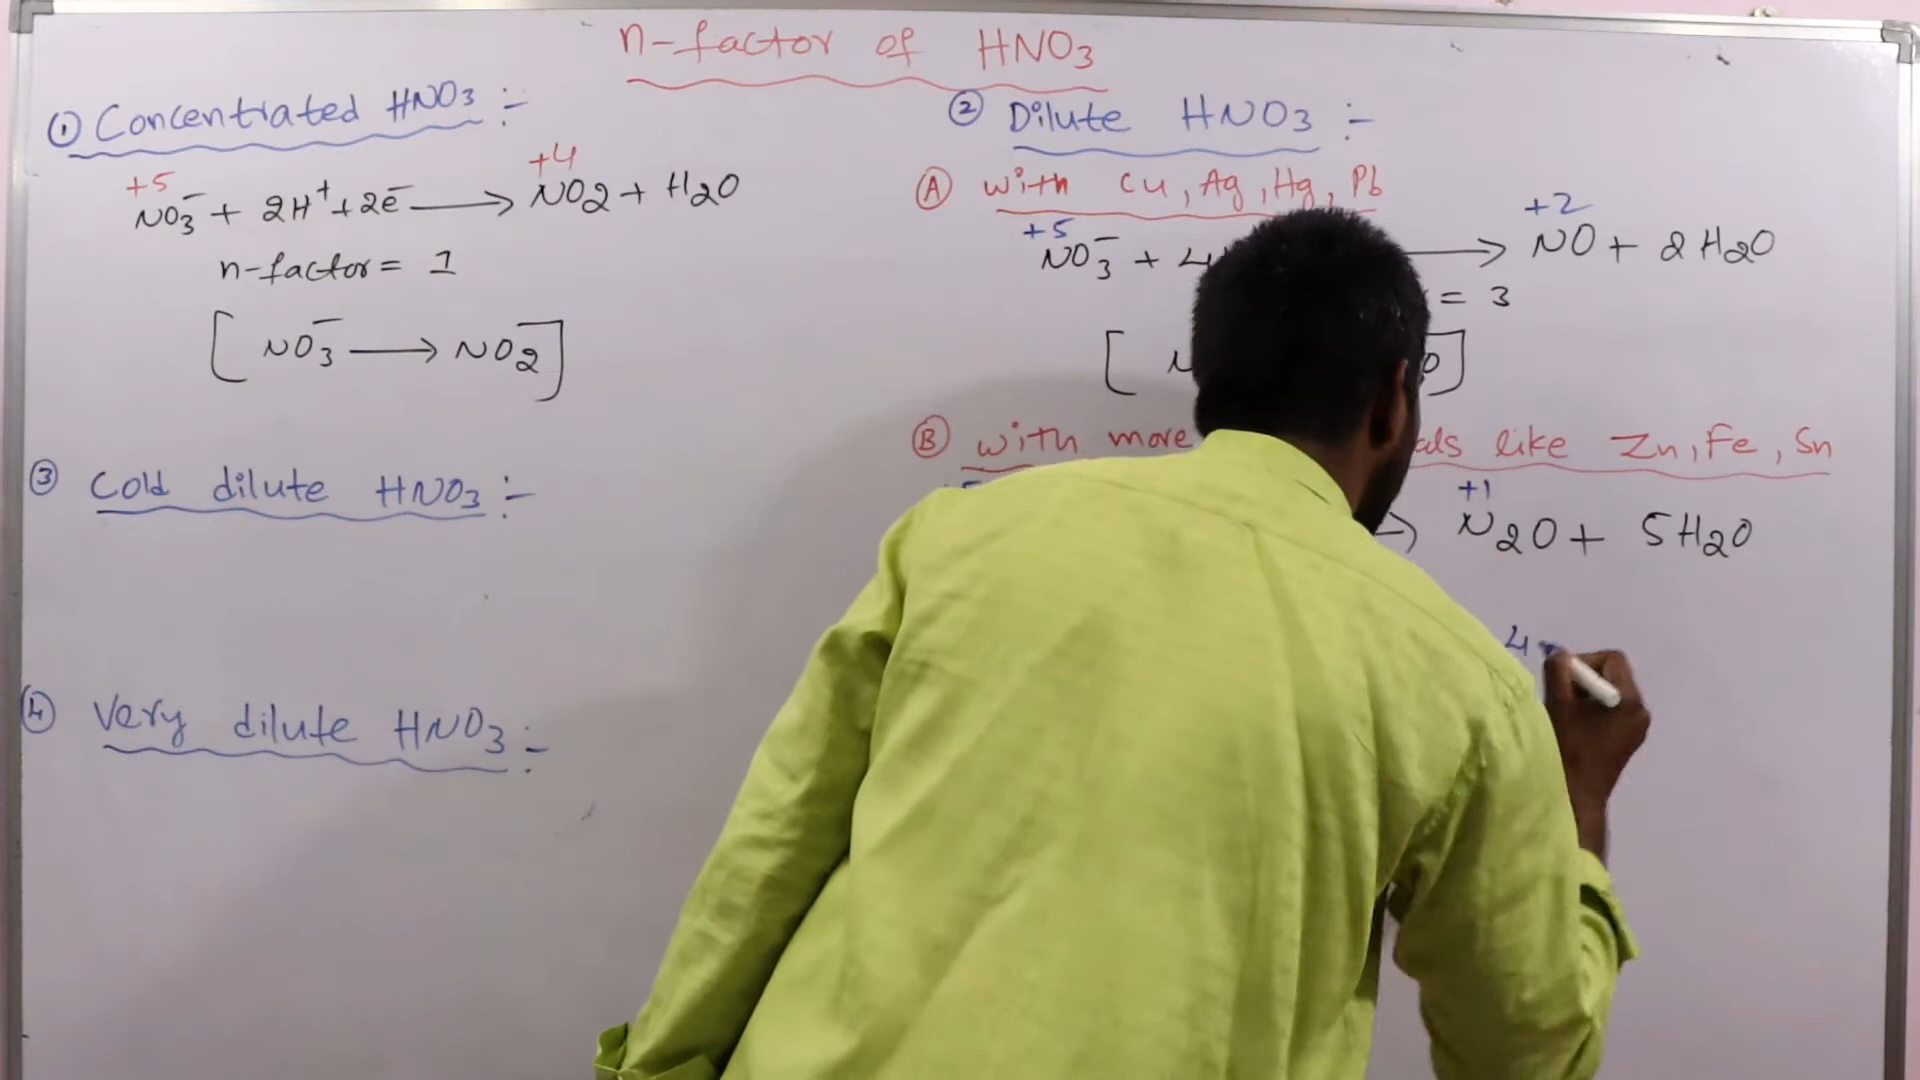 n-factor of HNO3
① Concentrated HNO3 :-
+5 +4
NO3⁻ + 2H⁺ + 2e⁻ ⟶ NO2 + H2O
n-factor = 1
[ NO3⁻ ⟶ NO2 ]
③ Cold dilute HNO3 :-
④ Very dilute HNO3 :-
② Dilute HNO3 :-
Ⓐ with Cu, Ag, Hg, Pb
+5 +2
NO3⁻ + 4 ⟶ NO + 2H2O
= 3
[ ]
Ⓑ with more like Zn, Fe, Sn
+1
N2O + 5H2O
4